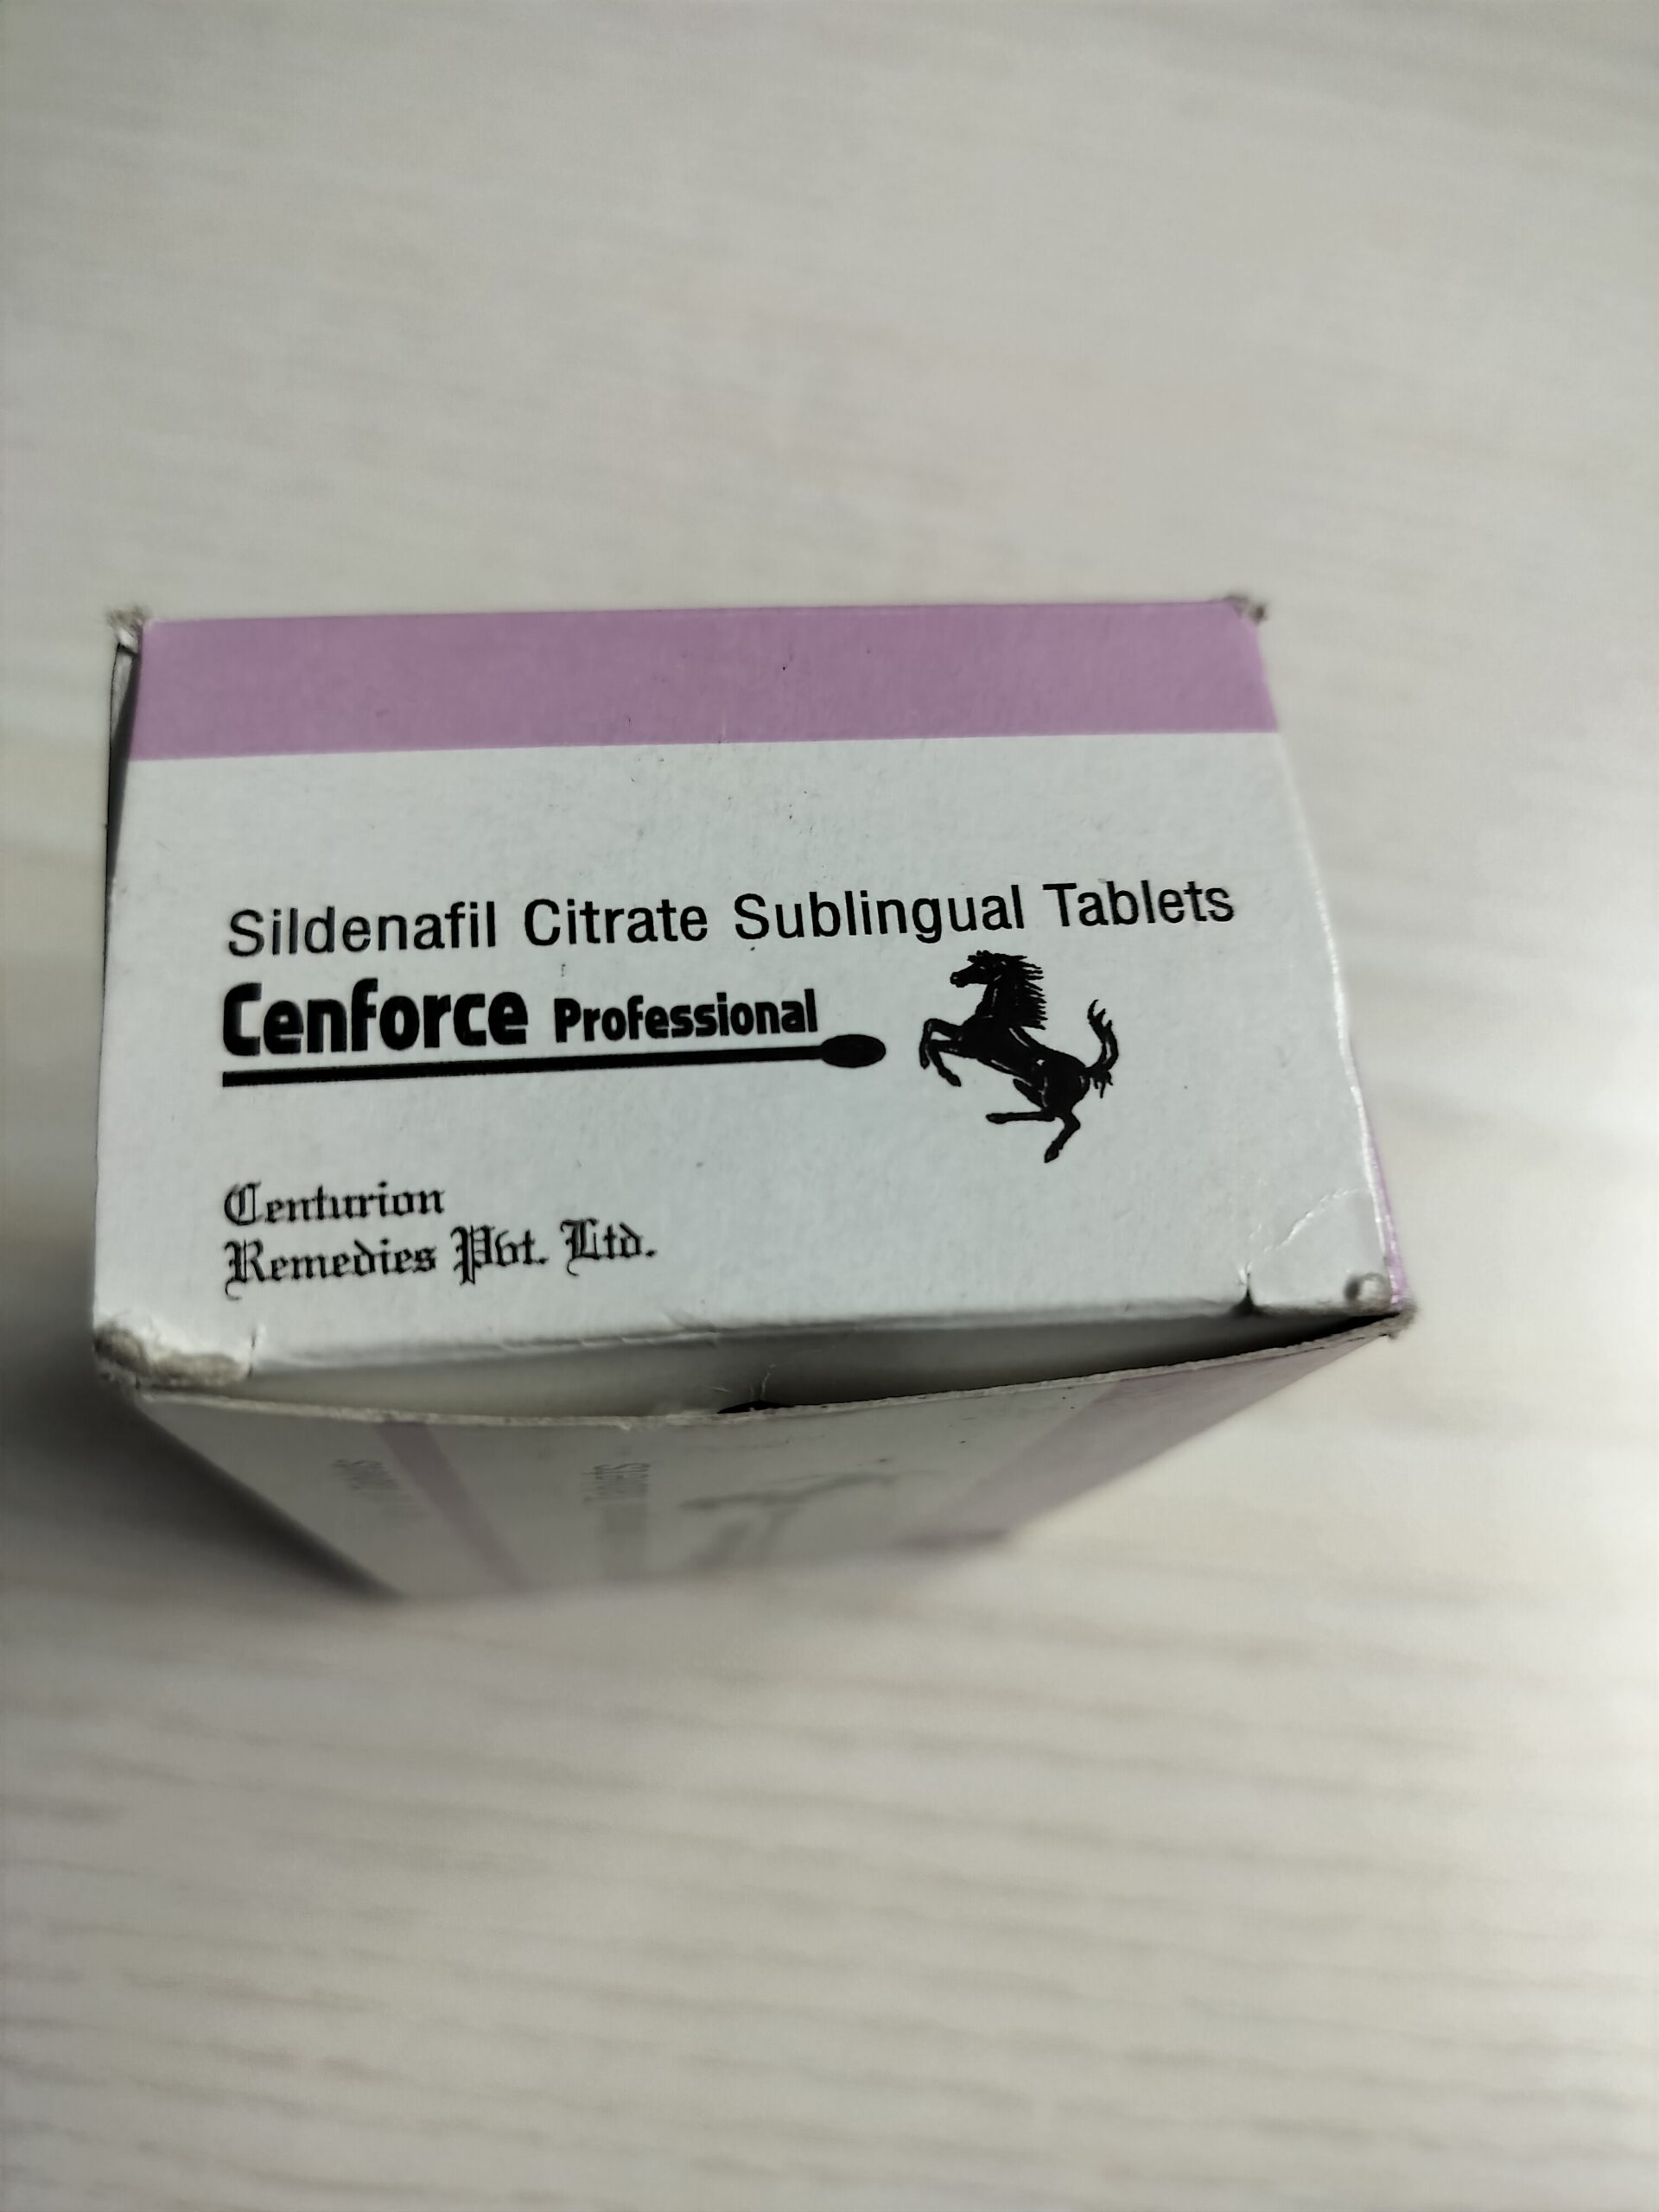 Sildenafil Citrate Sublingual Tablets
Cenforce Professional
Centurion
Remedies Pvt. Ltd.